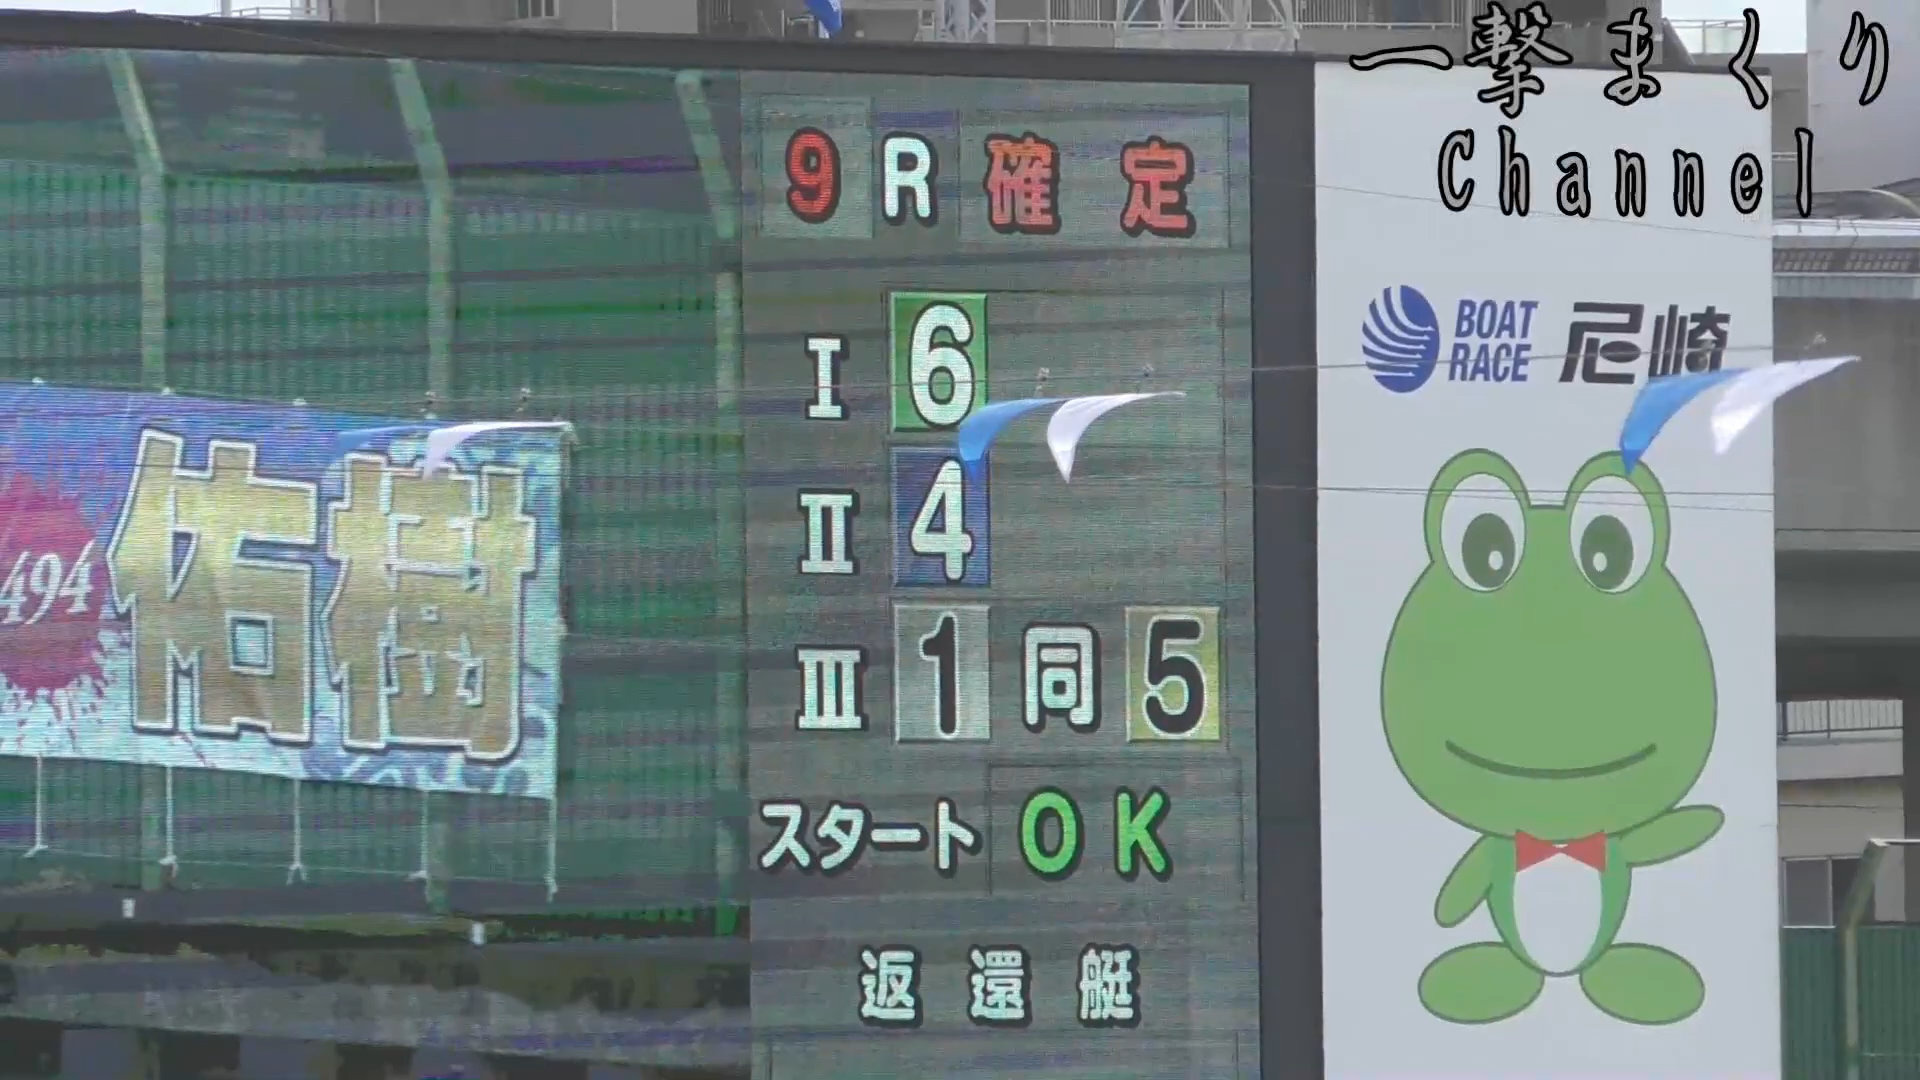 一撃まくり
Channel
9R 確定
I 6
II 4
III 1 同 5
スタート OK
返還艇
494
佑樹
BOAT RACE 尼崎